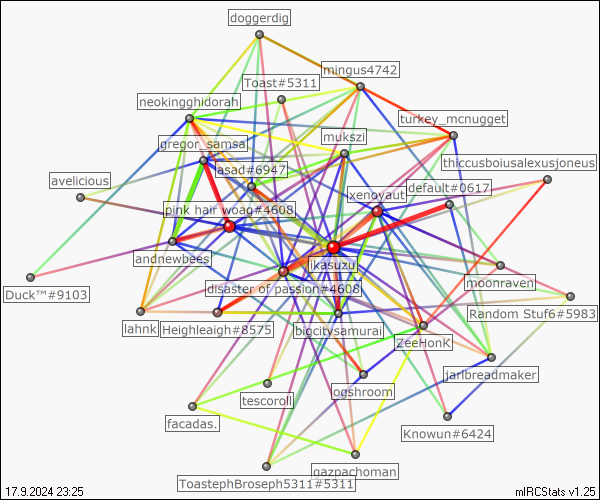 doggerdig
mingus4742
Toast#5311
neokingghidorah
turkey_mcnugget
mukszi
gregor_samsa
thiccusboiusalexusjoneus
asad#6947
avelicious
default#0617
xenoyaut
pink hair woag#4608
andnewbees
ikasuzu
moonraven
disaster of passion#4608
Duck™#9103
Random Stuf6#5983
lahnk
Heighleigh#8575
bigcitysamurai
ZeeHonK
jarlbreadmaker
ogshroom
tescoroll
facadas.
Knowun#6424
gazpachoman
ToastephBroseph5311#5311
17.9.2024 23:25
mIRCStats v1.25